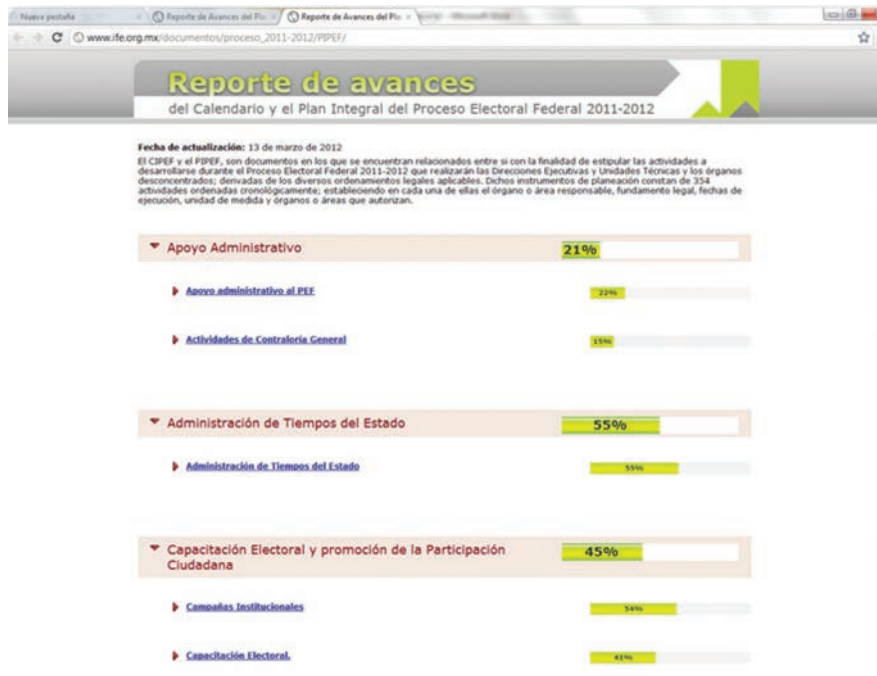 Nueva pestaña
Reporte de Avances del Pla
Reporte de Avances del Pla
www.ife.org.mx/documentos/proceso_2011-2012/PIPEF/
Reporte de avances
del Calendario y el Plan Integral del Proceso Electoral Federal 2011-2012
Fecha de actualización: 13 de marzo de 2012
El CIPEF y el PIPEF, son documentos en los que se encuentran relacionados entre si con la finalidad de estipular las actividades a
desarrollarse durante el Proceso Electoral Federal 2011-2012 que realizarán las Direcciones Ejecutivas y Unidades Técnicas y los órganos
desconcentrados; derivadas de los diversos ordenamientos legales aplicables. Dichos instrumentos de planeación constan de 354
actividades ordenadas cronológicamente; estableciendo en cada una de ellas el órgano o área responsable, fundamento legal, fechas de
ejecución, unidad de medida y órganos o áreas que autorizan.
Apoyo Administrativo 21%
Apoyo administrativo al PEF 22%
Actividades de Contraloría General 15%
Administración de Tiempos del Estado 55%
Administración de Tiempos del Estado 55%
Capacitación Electoral y promoción de la Participación 45%
Ciudadana
Campañas Institucionales 54%
Capacitación Electoral. 41%